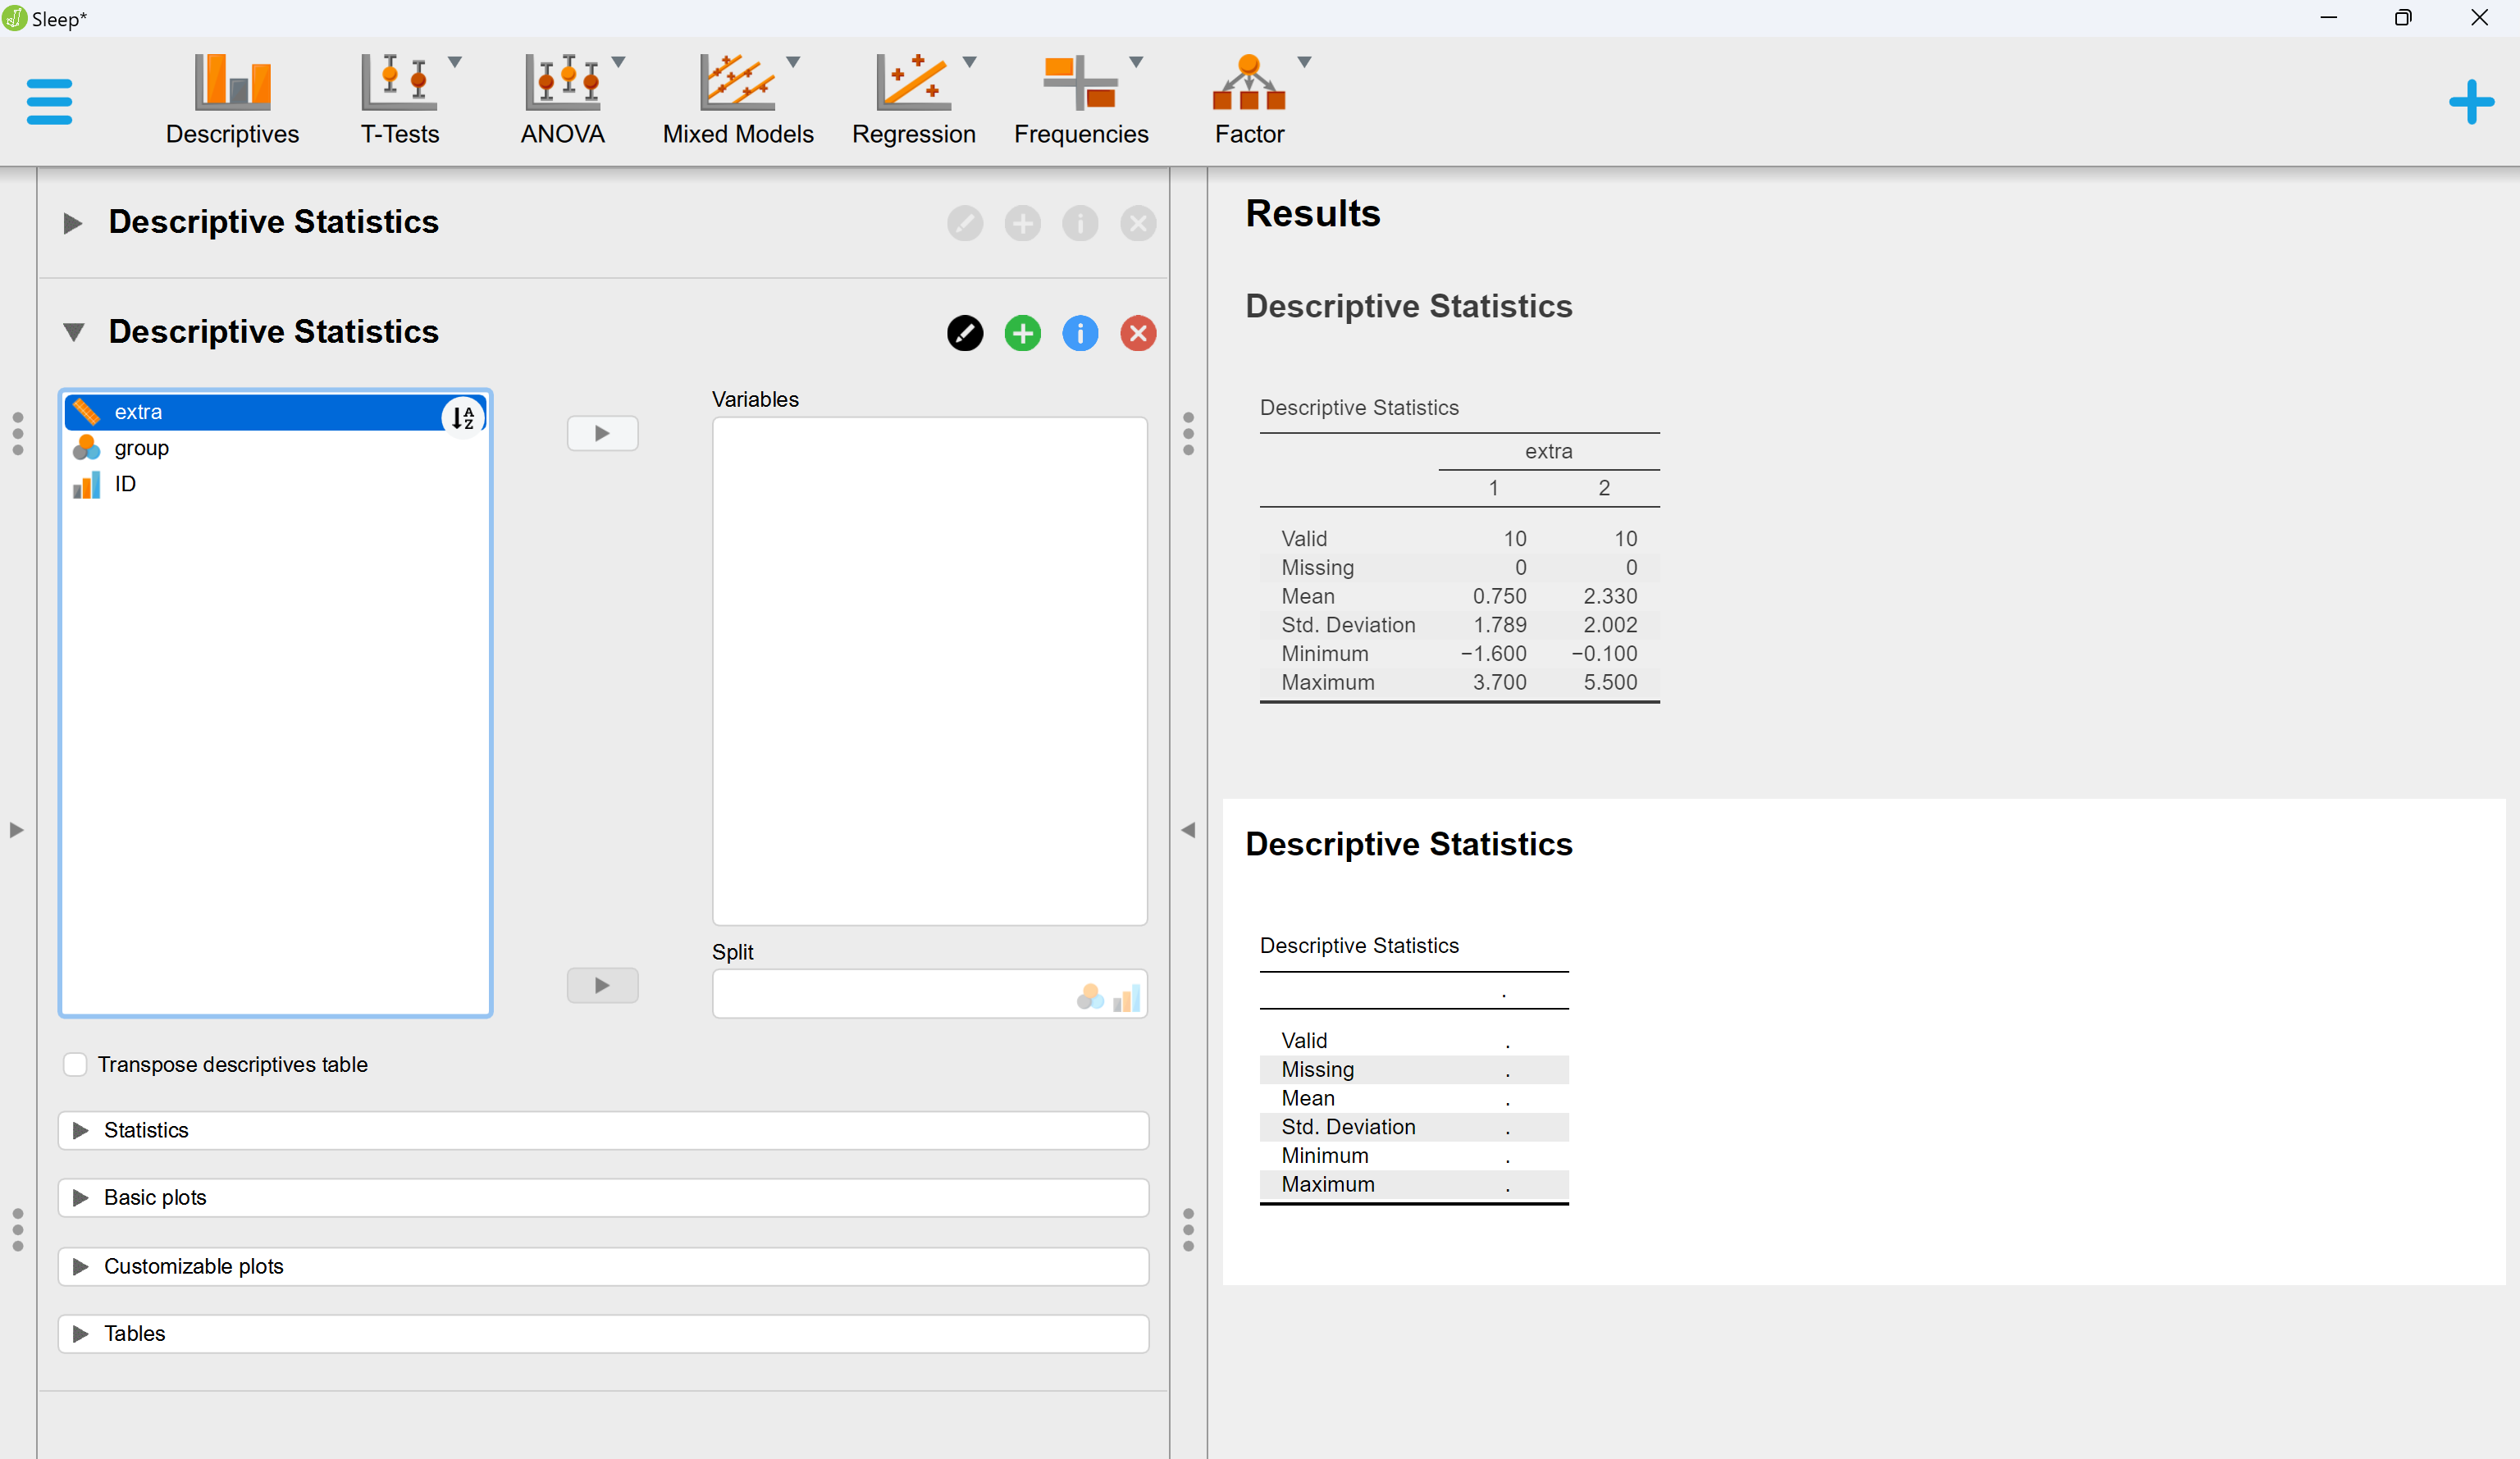 Sleep*
Descriptives T-Tests ANOVA Mixed Models Regression Frequencies Factor
Descriptive Statistics
Descriptive Statistics
extra
group
ID
Variables
Split
Transpose descriptives table
Statistics
Basic plots
Customizable plots
Tables
Results
Descriptive Statistics
Descriptive Statistics
extra
1 2
Valid 10 10
Missing 0 0
Mean 0.750 2.330
Std. Deviation 1.789 2.002
Minimum −1.600 −0.100
Maximum 3.700 5.500
Descriptive Statistics
Descriptive Statistics
.
Valid .
Missing .
Mean .
Std. Deviation .
Minimum .
Maximum .